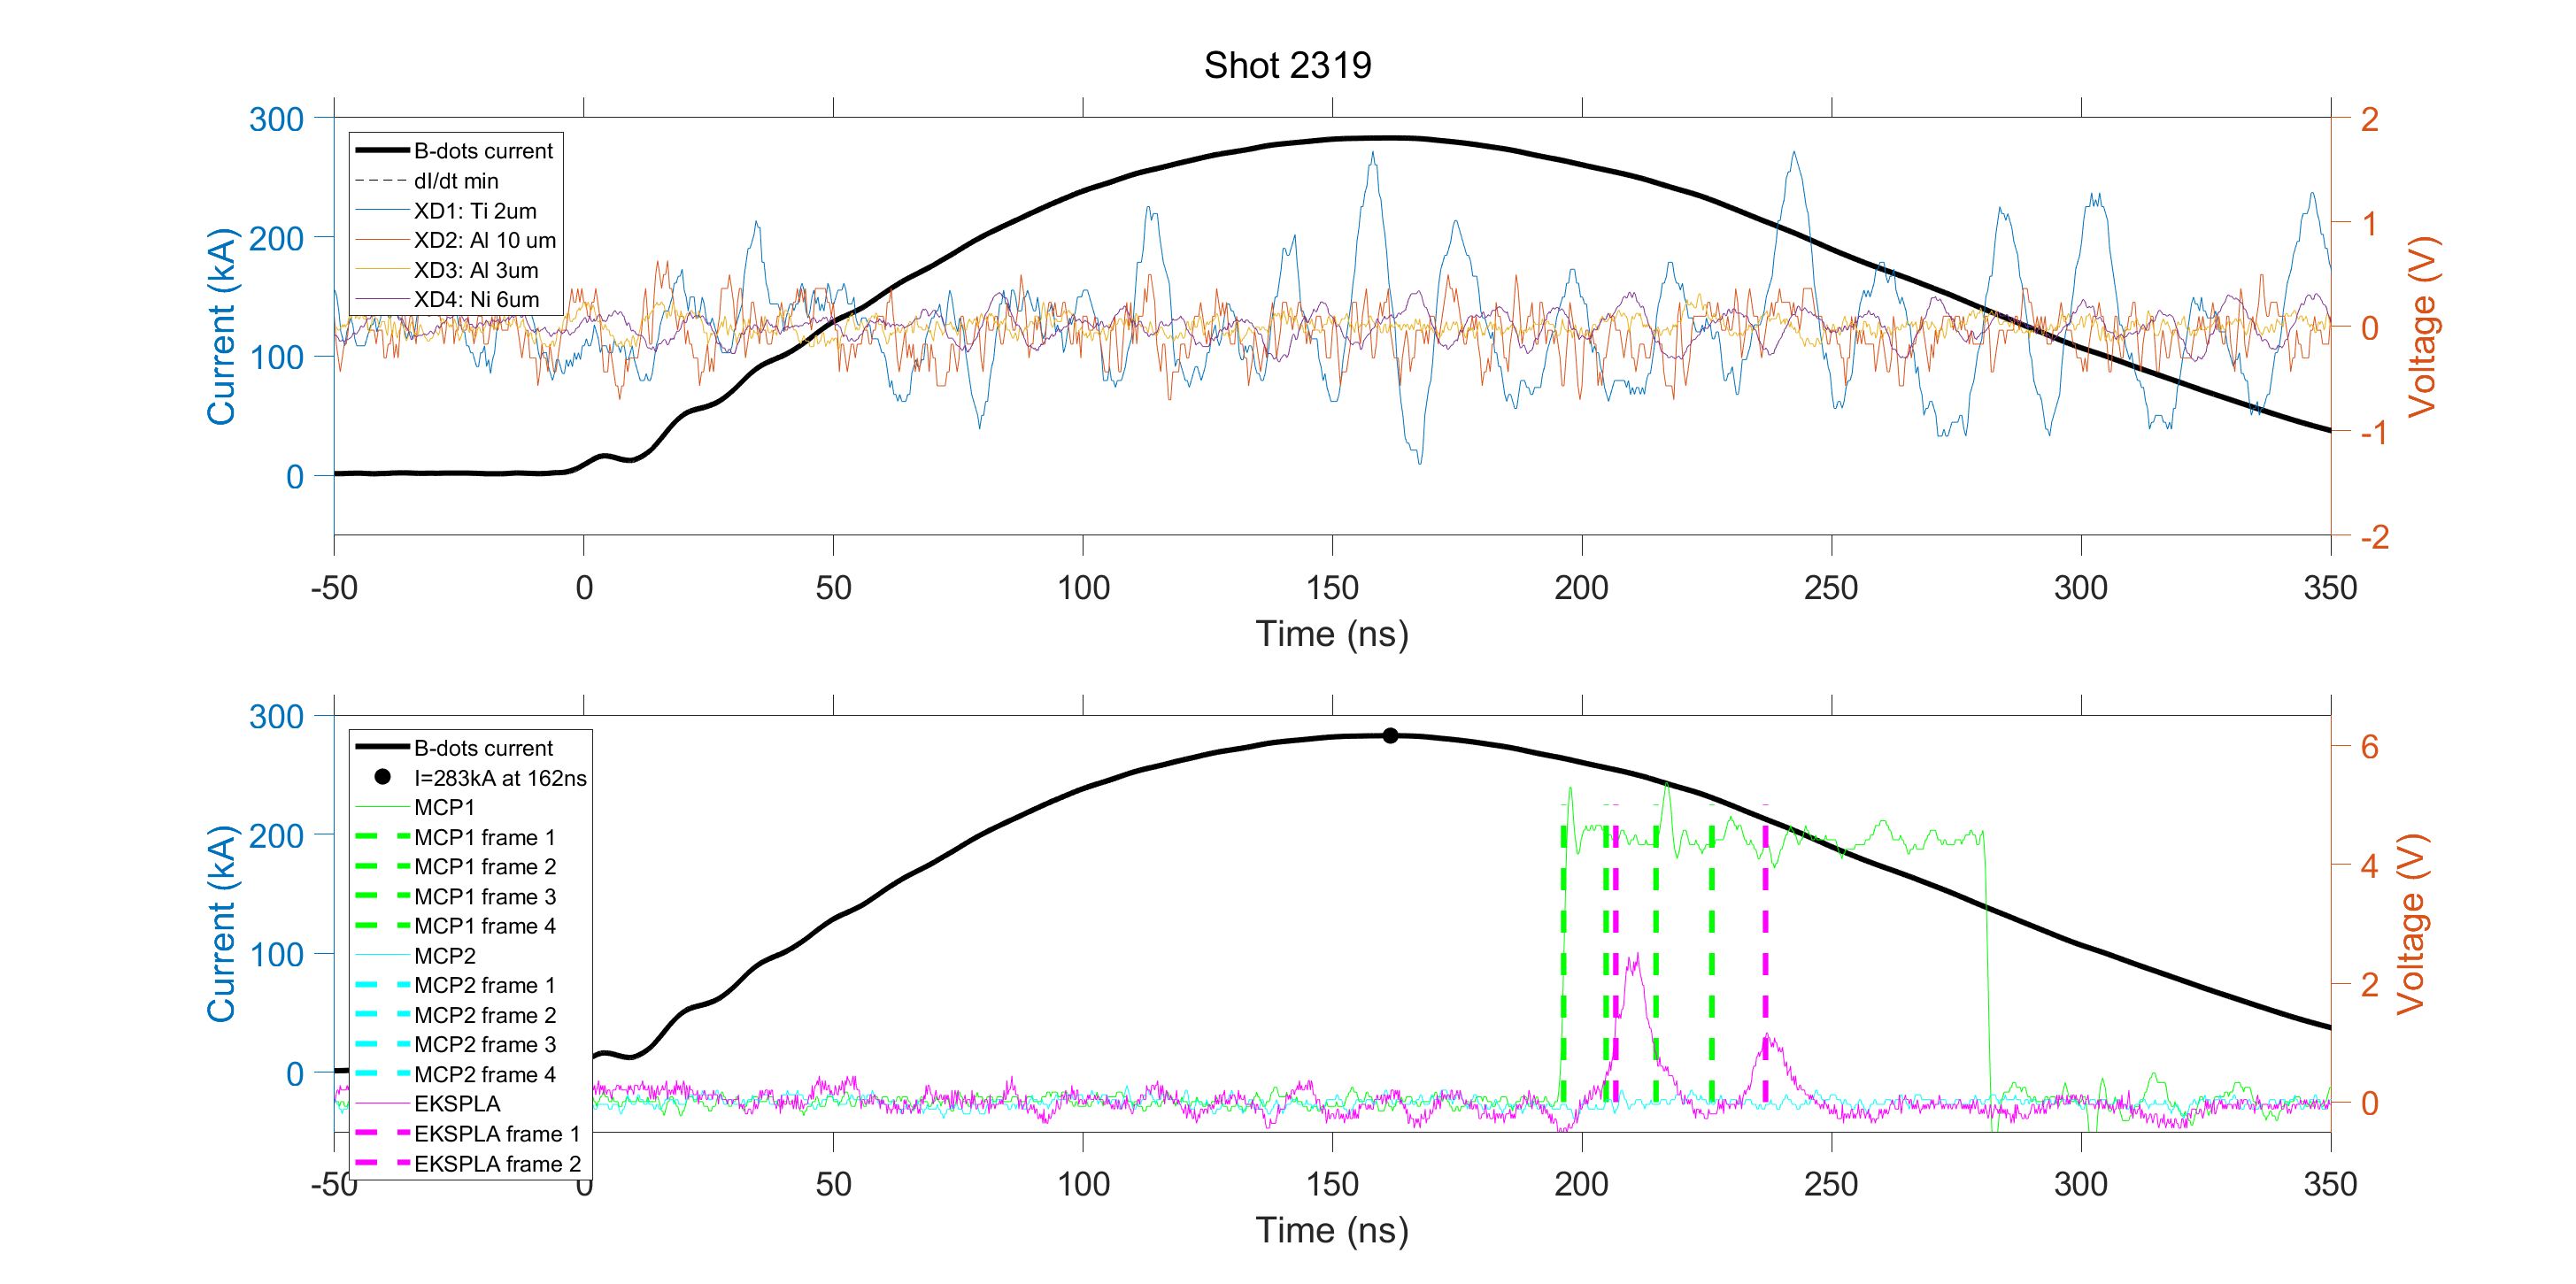 Shot 2319
300
200
100
0
Current (kA)
B-dots current
dI/dt min
XD1: Ti 2um
XD2: Al 10 um
XD3: Al 3um
XD4: Ni 6um
2
1
0
-1
-2
Voltage (V)
-50 0 50 100 150 200 250 300 350
Time (ns)
300
200
100
0
Current (kA)
B-dots current
I=283kA at 162ns
MCP1
MCP1 frame 1
MCP1 frame 2
MCP1 frame 3
MCP1 frame 4
MCP2
MCP2 frame 1
MCP2 frame 2
MCP2 frame 3
MCP2 frame 4
EKSPLA
EKSPLA frame 1
EKSPLA frame 2
6
4
2
0
Voltage (V)
-50 0 50 100 150 200 250 300 350
Time (ns)